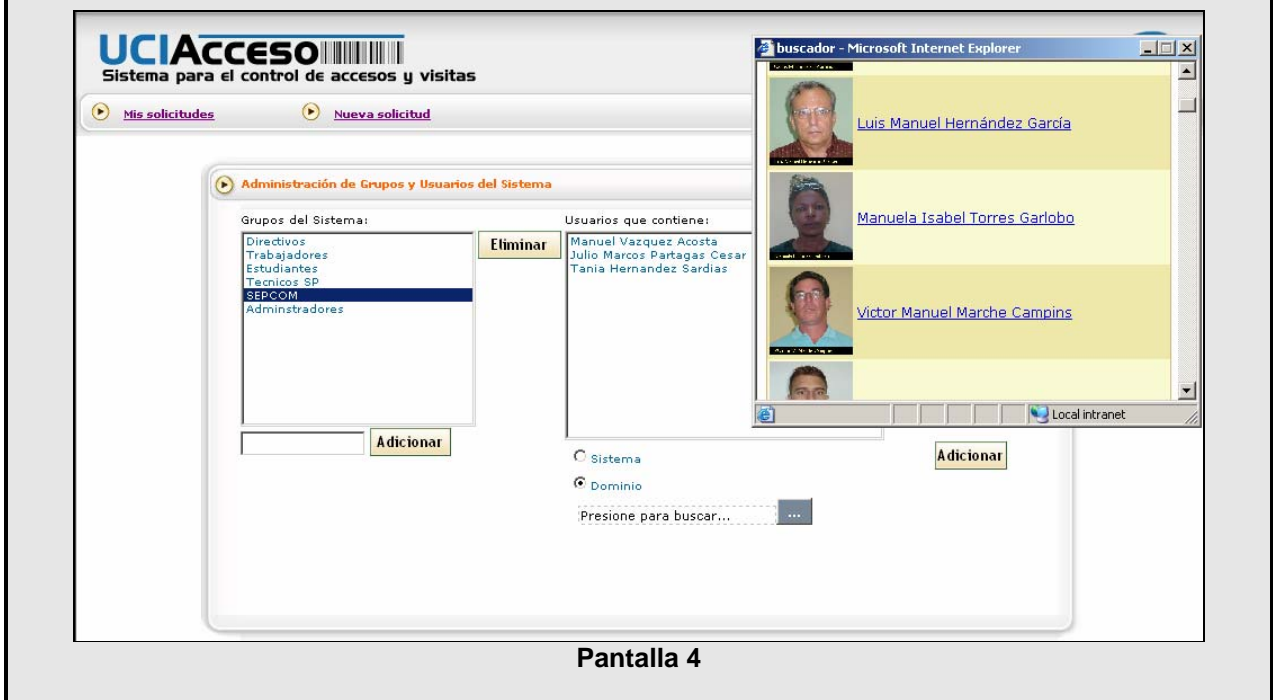 UCIACCESO
Sistema para el control de accesos y visitas
Mis solicitudes
Nueva solicitud
Administración de Grupos y Usuarios del Sistema
Grupos del Sistema:
Directivos
Trabajadores
Estudiantes
Tecnicos SP
SEPCOM
Adminstradores
Eliminar
Adicionar
Usuarios que contiene:
Manuel Vazquez Acosta
Julio Marcos Partagas Cesar
Tania Hernandez Sardias
Sistema
Dominio
Presione para buscar...
...
Adicionar
buscador - Microsoft Internet Explorer
Luis Manuel Hernández García
Manuela Isabel Torres Garlobo
Victor Manuel Marche Campins
Local intranet
Pantalla 4